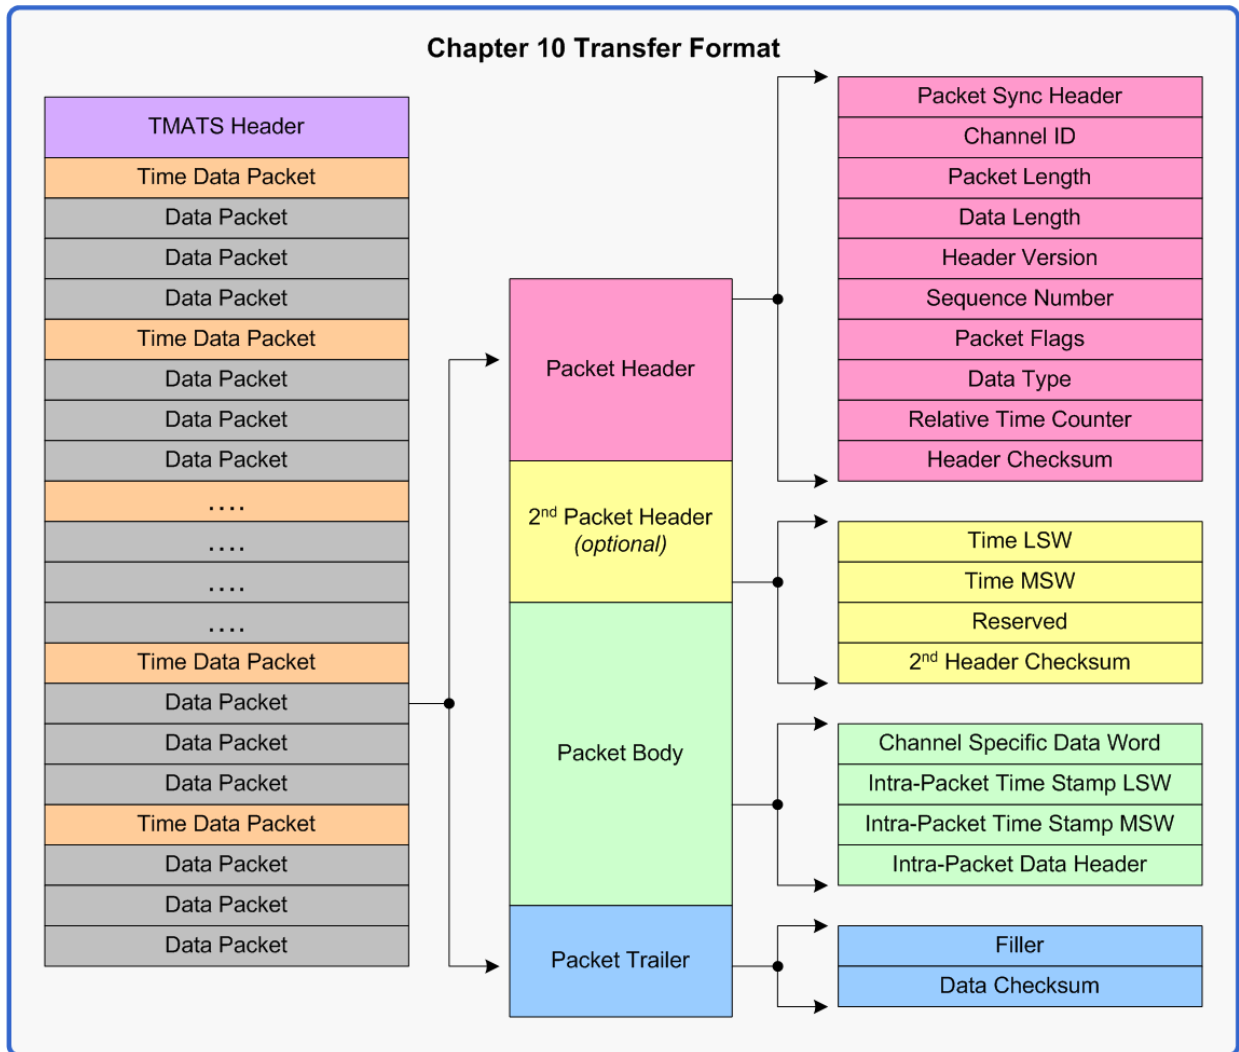 Chapter 10 Transfer Format
TMATS Header
Time Data Packet
Data Packet
Data Packet
Data Packet
Time Data Packet
Data Packet
Data Packet
Data Packet
....
....
....
....
Time Data Packet
Data Packet
Data Packet
Data Packet
Time Data Packet
Data Packet
Data Packet
Data Packet
Packet Header
2nd Packet Header
(optional)
Packet Body
Packet Trailer
Packet Sync Header
Channel ID
Packet Length
Data Length
Header Version
Sequence Number
Packet Flags
Data Type
Relative Time Counter
Header Checksum
Time LSW
Time MSW
Reserved
2nd Header Checksum
Channel Specific Data Word
Intra-Packet Time Stamp LSW
Intra-Packet Time Stamp MSW
Intra-Packet Data Header
Filler
Data Checksum